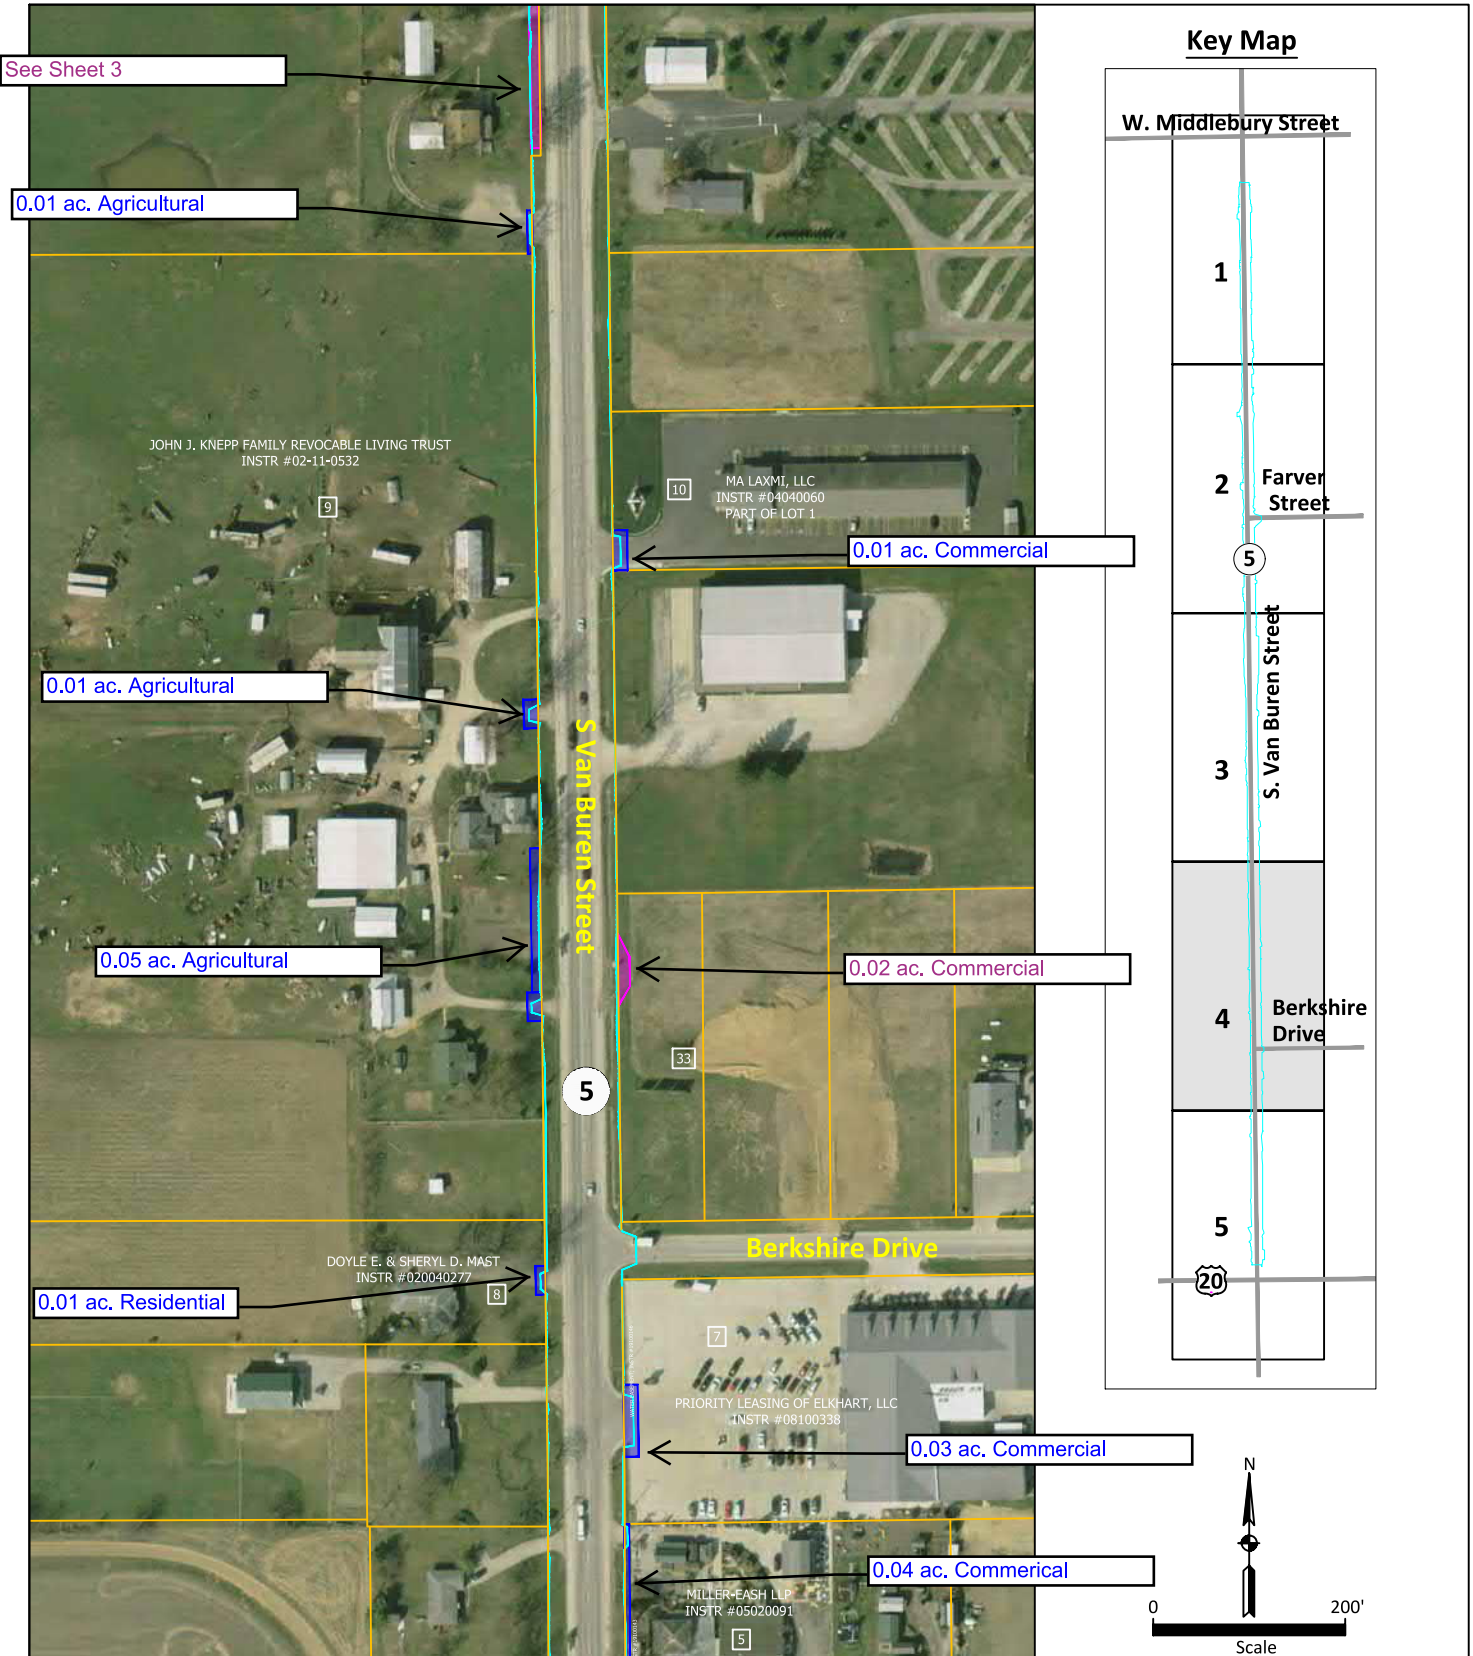 See Sheet 3
0.01 ac. Agricultural
JOHN J. KNEPP FAMILY REVOCABLE LIVING TRUST
INSTR #02-11-0532
9
10
MA LAXMI, LLC
INSTR #04040060
PART OF LOT 1
0.01 ac. Commercial
0.01 ac. Agricultural
S Van Buren Street
0.05 ac. Agricultural
0.02 ac. Commercial
33
5
Berkshire Drive
DOYLE E. & SHERYL D. MAST
INSTR #020040277
8
0.01 ac. Residential
7
PRIORITY LEASING OF ELKHART, LLC
INSTR #08100338
0.03 ac. Commercial
0.04 ac. Commerical
MILLER-EASH LLP
INSTR #05020091
5
Key Map
W. Middlebury Street
1
2
Farver
Street
5
S. Van Buren Street
3
4
Berkshire
Drive
5
20
N
0
200'
Scale